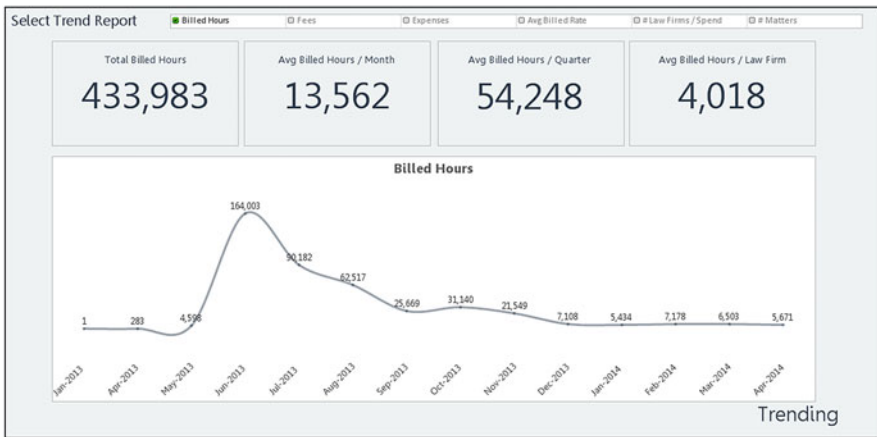 Select Trend Report
Billed Hours Fees Expenses Avg Billed Rate # Law Firms / Spend # Matters
Total Billed Hours Avg Billed Hours / Month Avg Billed Hours / Quarter Avg Billed Hours / Law Firm
433,983 13,562 54,248 4,018
Billed Hours
164,003
90,182
62,517
25,669 31,140 21,549
1 283 4,598 7,108 5,434 7,178 6,503 5,671
Jan-2013 Apr-2013 May-2013 Jun-2013 Jul-2013 Aug-2013 Sep-2013 Oct-2013 Nov-2013 Dec-2013 Jan-2014 Feb-2014 Mar-2014 Apr-2014
Trending